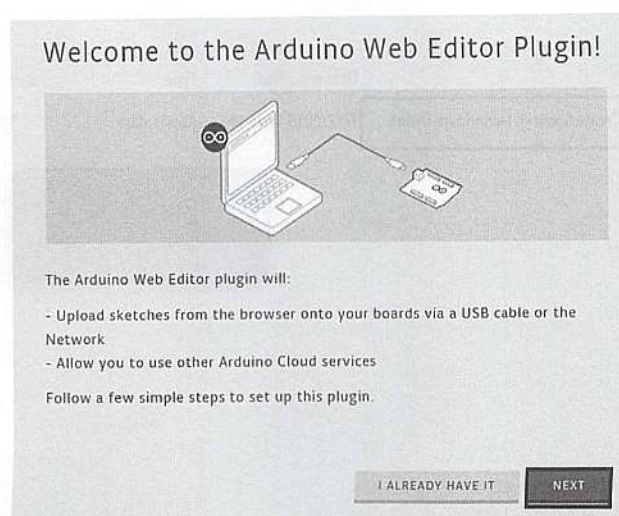 Welcome to the Arduino Web Editor Plugin!
The Arduino Web Editor plugin will:
- Upload sketches from the browser onto your boards via a USB cable or the
Network
- Allow you to use other Arduino Cloud services
Follow a few simple steps to set up this plugin.
I ALREADY HAVE IT
NEXT